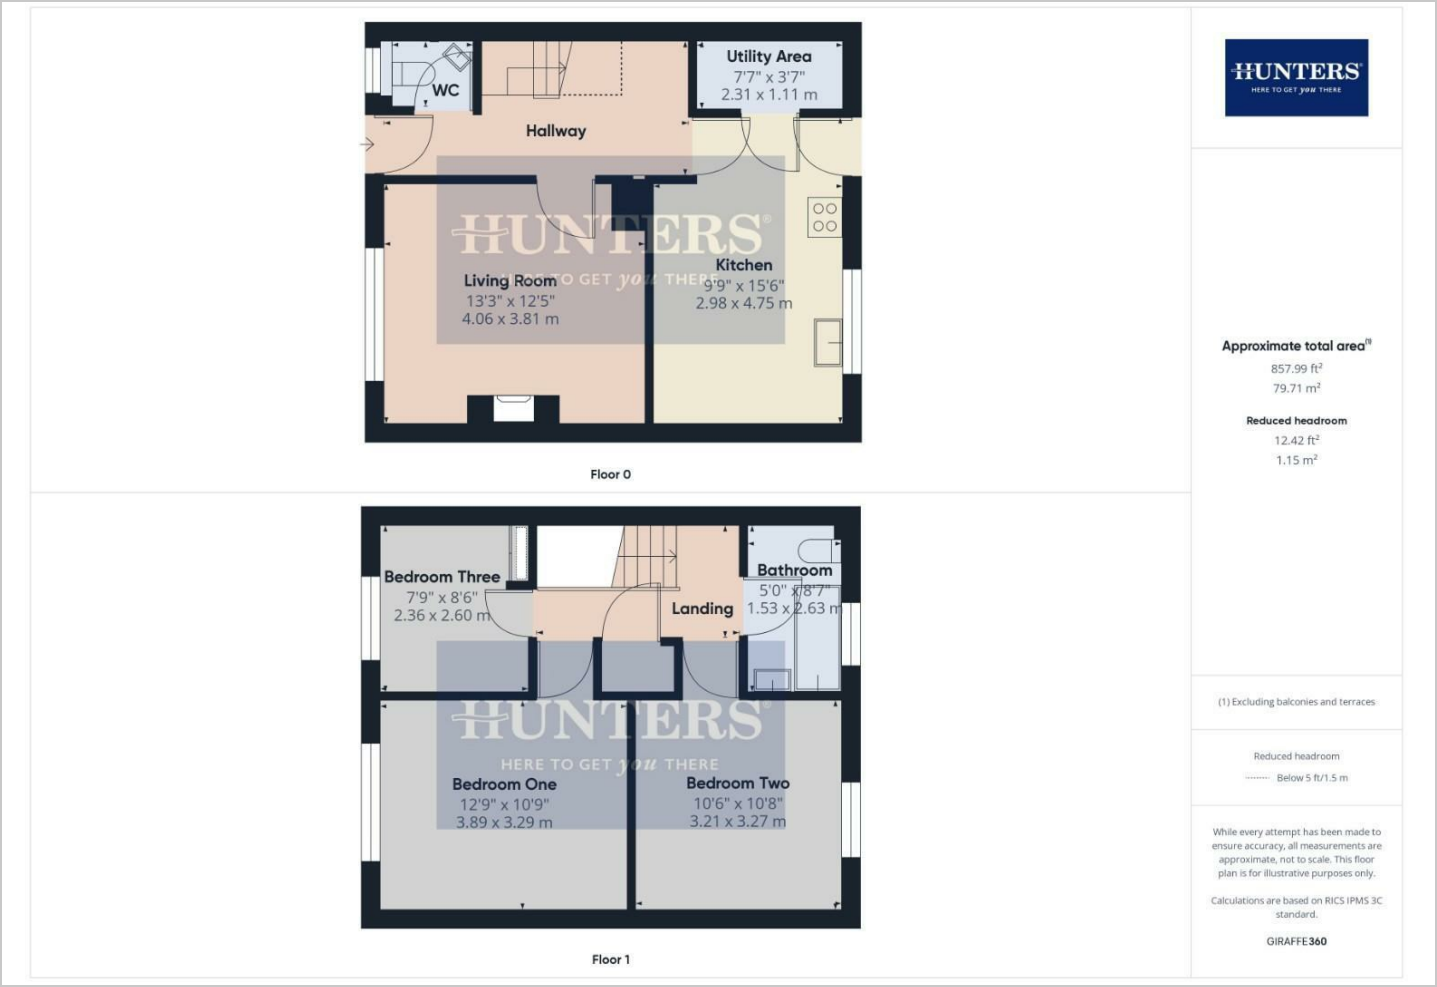 WC
Utility Area
7'7" x 3'7"
2.31 x 1.11 m
Hallway
HUNTERS®
HERE TO GET you THERE
Living Room
13'3" x 12'5"
4.06 x 3.81 m
Kitchen
9'9" x 15'6"
2.98 x 4.75 m
Floor 0
Bedroom Three
7'9" x 8'6"
2.36 x 2.60 m
Landing
Bathroom
5'0" x 8'7"
1.53 x 2.63 m
HUNTERS®
HERE TO GET you THERE
Bedroom One
12'9" x 10'9"
3.89 x 3.29 m
Bedroom Two
10'6" x 10'8"
3.21 x 3.27 m
Floor 1
HUNTERS®
HERE TO GET you THERE
Approximate total area(1)
857.99 ft²
79.71 m²
Reduced headroom
12.42 ft²
1.15 m²
(1) Excluding balconies and terraces
Reduced headroom
Below 5 ft/1.5 m
While every attempt has been made to
ensure accuracy, all measurements are
approximate, not to scale. This floor
plan is for illustrative purposes only.
Calculations are based on RICS IPMS 3C
standard.
GIRAFFE360